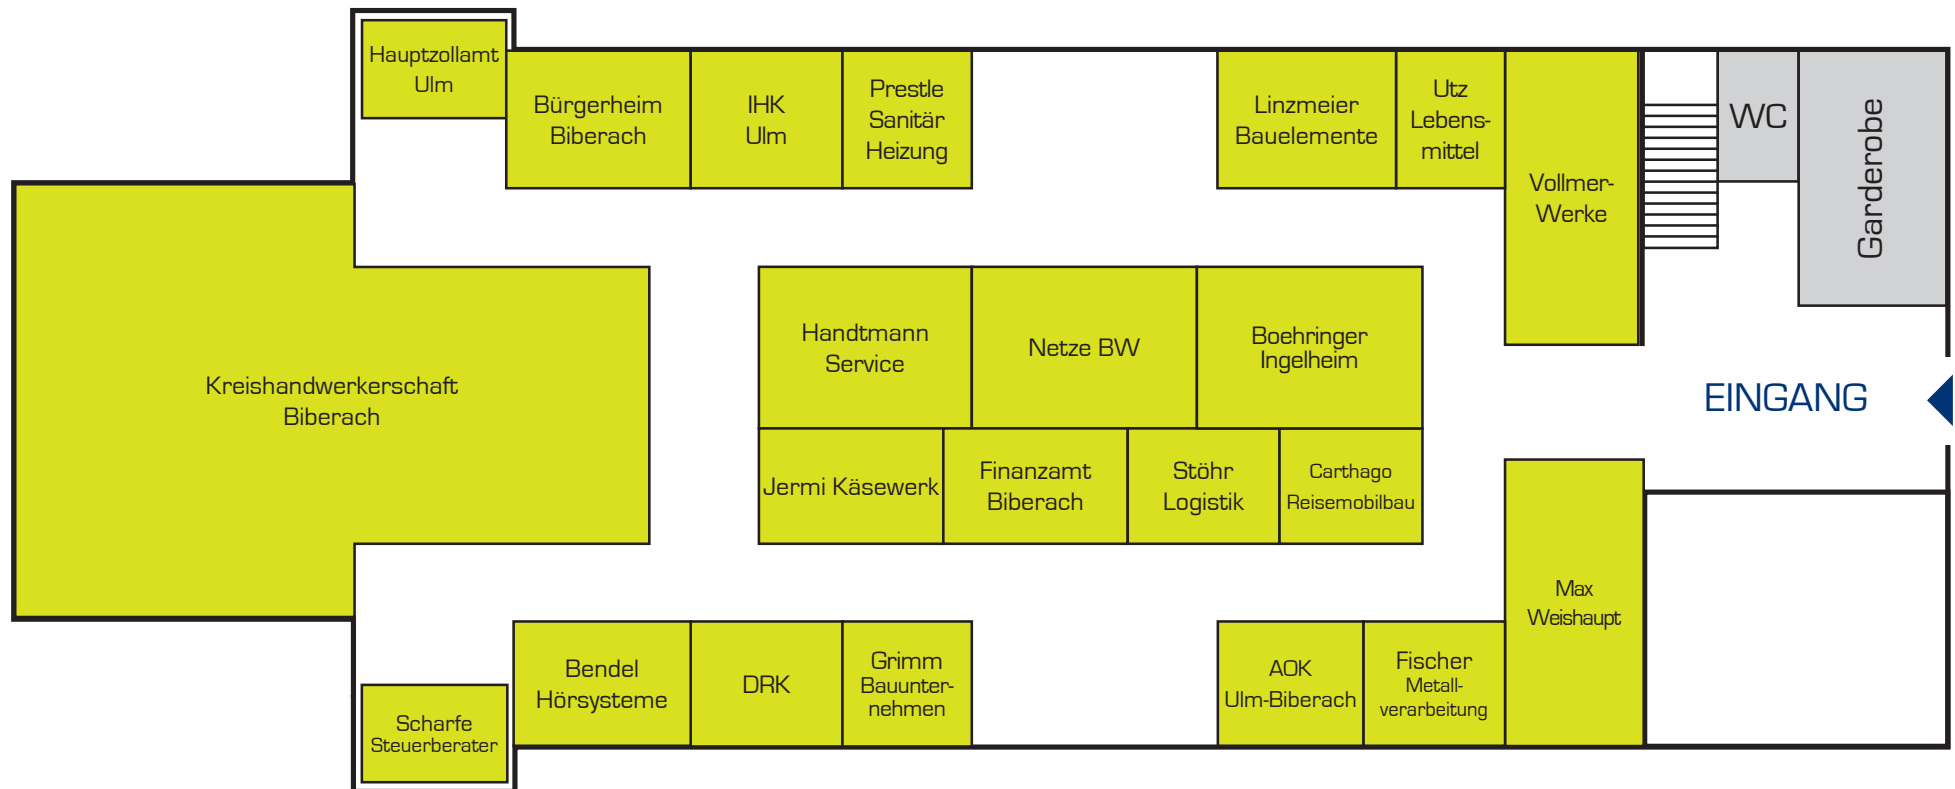 Hauptzollamt
Ulm
Bürgerheim
Biberach
IHK
Ulm
Prestle
Sanitär
Heizung
Linzmeier
Bauelemente
Utz
Lebens-
mittel
Vollmer-
Werke
WC
Garderobe
Kreishandwerkerschaft
Biberach
Handtmann
Service
Netze BW
Boehringer
Ingelheim
EINGANG
Jermi Käsewerk
Finanzamt
Biberach
Stöhr
Logistik
Carthago
Reisemobilbau
Max
Weishaupt
Scharfe
Steuerberater
Bendel
Hörsysteme
DRK
Grimm
Bauunter-
nehmen
AOK
Ulm-Biberach
Fischer
Metall-
verarbeitung